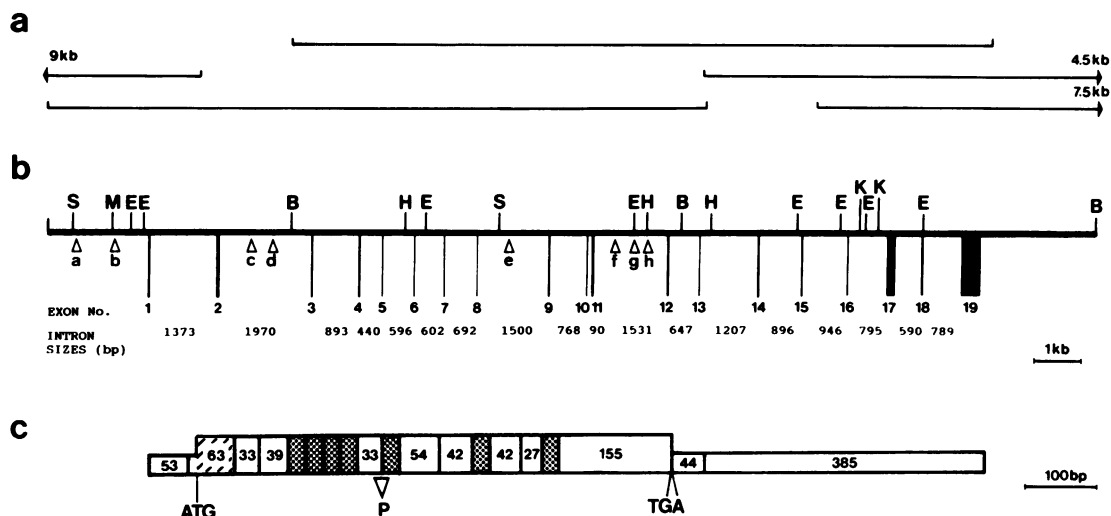 a
9kb
4.5kb
7.5kb
b
S M E E B H E S E H B H E E K E K E B
a b c d e f g h
EXON No. 1 2 3 4 5 6 7 8 9 10 11 12 13 14 15 16 17 18 19
INTRON 1373 1970 893 440 596 602 692 1500 768 90 1531 647 1207 896 946 795 590 789
SIZES (bp)
1kb
c
53 63 33 39 33 54 42 42 27 155 44 385
ATG P TGA
100bp